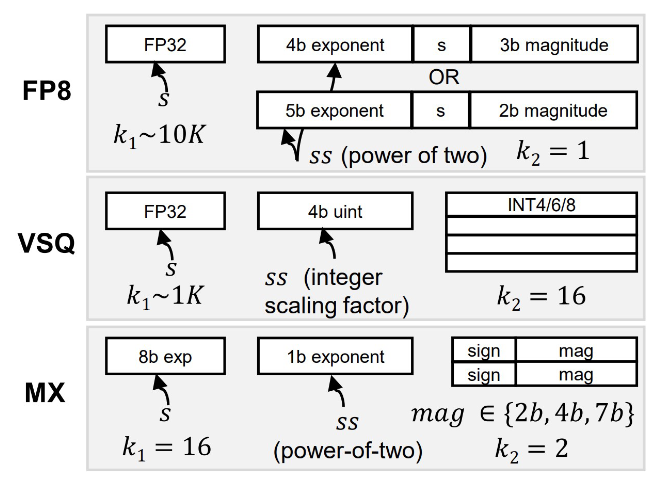 FP8
FP32
s
k₁~10K
4b exponent s 3b magnitude
OR
5b exponent s 2b magnitude
ss (power of two)
k₂ = 1
VSQ
FP32
s
k₁~1K
4b uint
ss (integer
scaling factor)
INT4/6/8
k₂ = 16
MX
8b exp
s
k₁ = 16
1b exponent
ss
(power-of-two)
sign mag
sign mag
mag ∈ {2b, 4b, 7b}
k₂ = 2